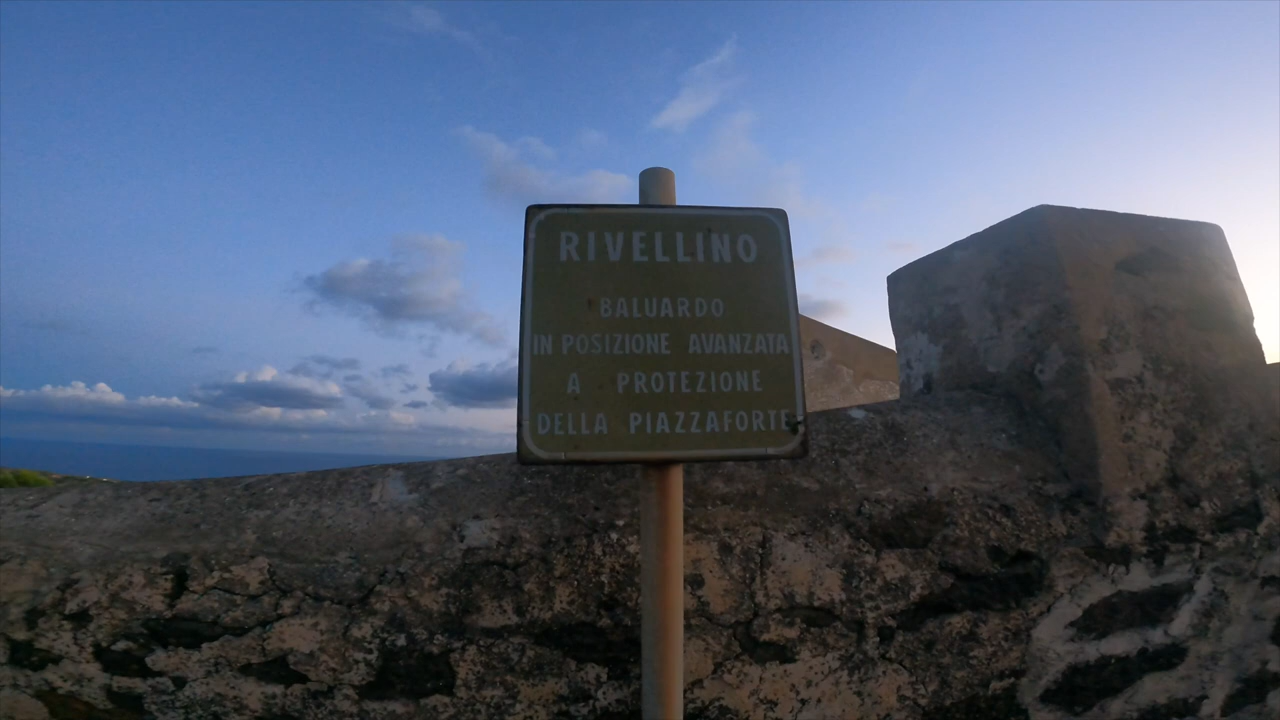 RIVELLINO
BALUARDO
IN POSIZIONE AVANZATA
A PROTEZIONE
DELLA PIAZZAFORTE